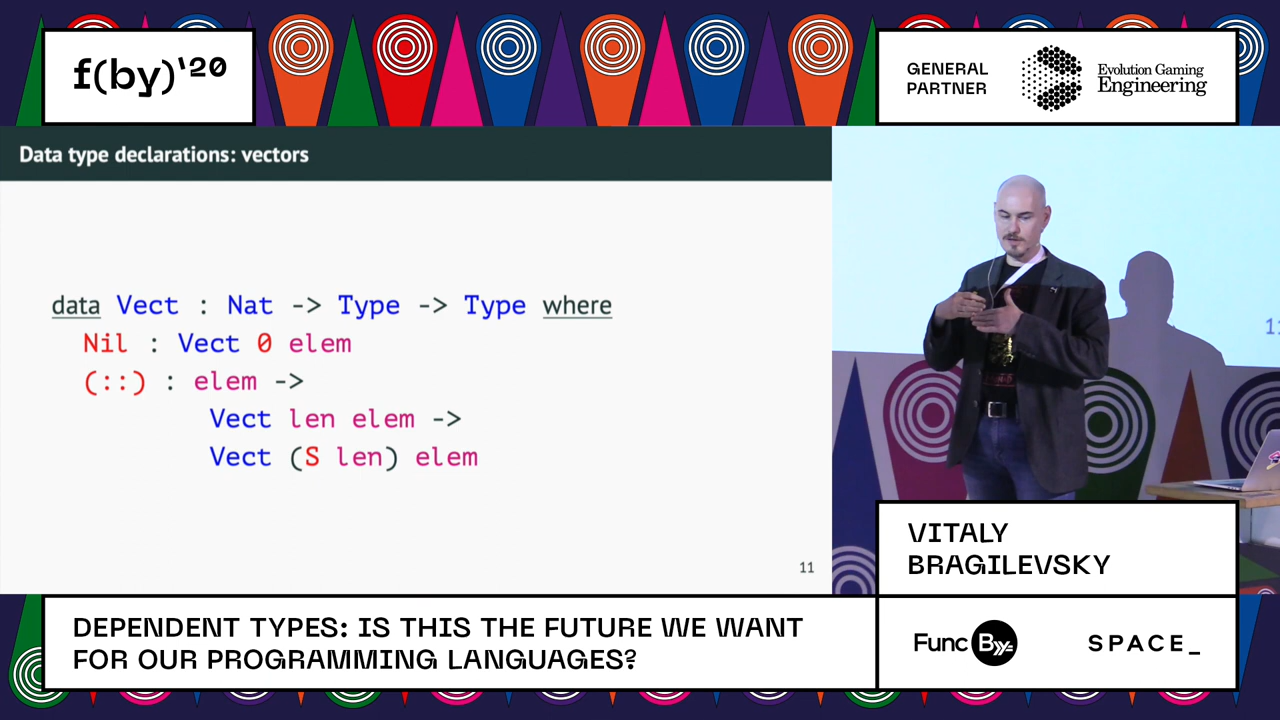 f(by)'20
GENERAL
PARTNER
Evolution Gaming
Engineering
Data type declarations: vectors
data Vect : Nat -> Type -> Type where
Nil : Vect 0 elem
(::) : elem ->
Vect len elem ->
Vect (S len) elem
11
VITALY
BRAGILEVSKY
DEPENDENT TYPES: IS THIS THE FUTURE WE WANT
FOR OUR PROGRAMMING LANGUAGES?
Func By
SPACE_